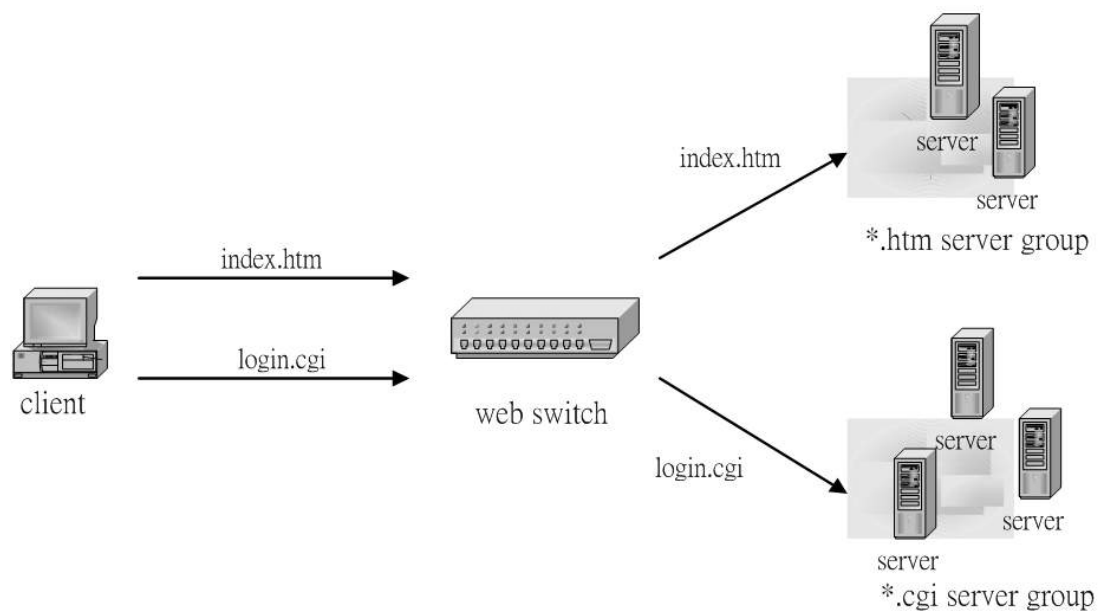 server
index.htm
server
*.htm server group
index.htm
login.cgi
client
web switch
server
login.cgi
server
server
*.cgi server group